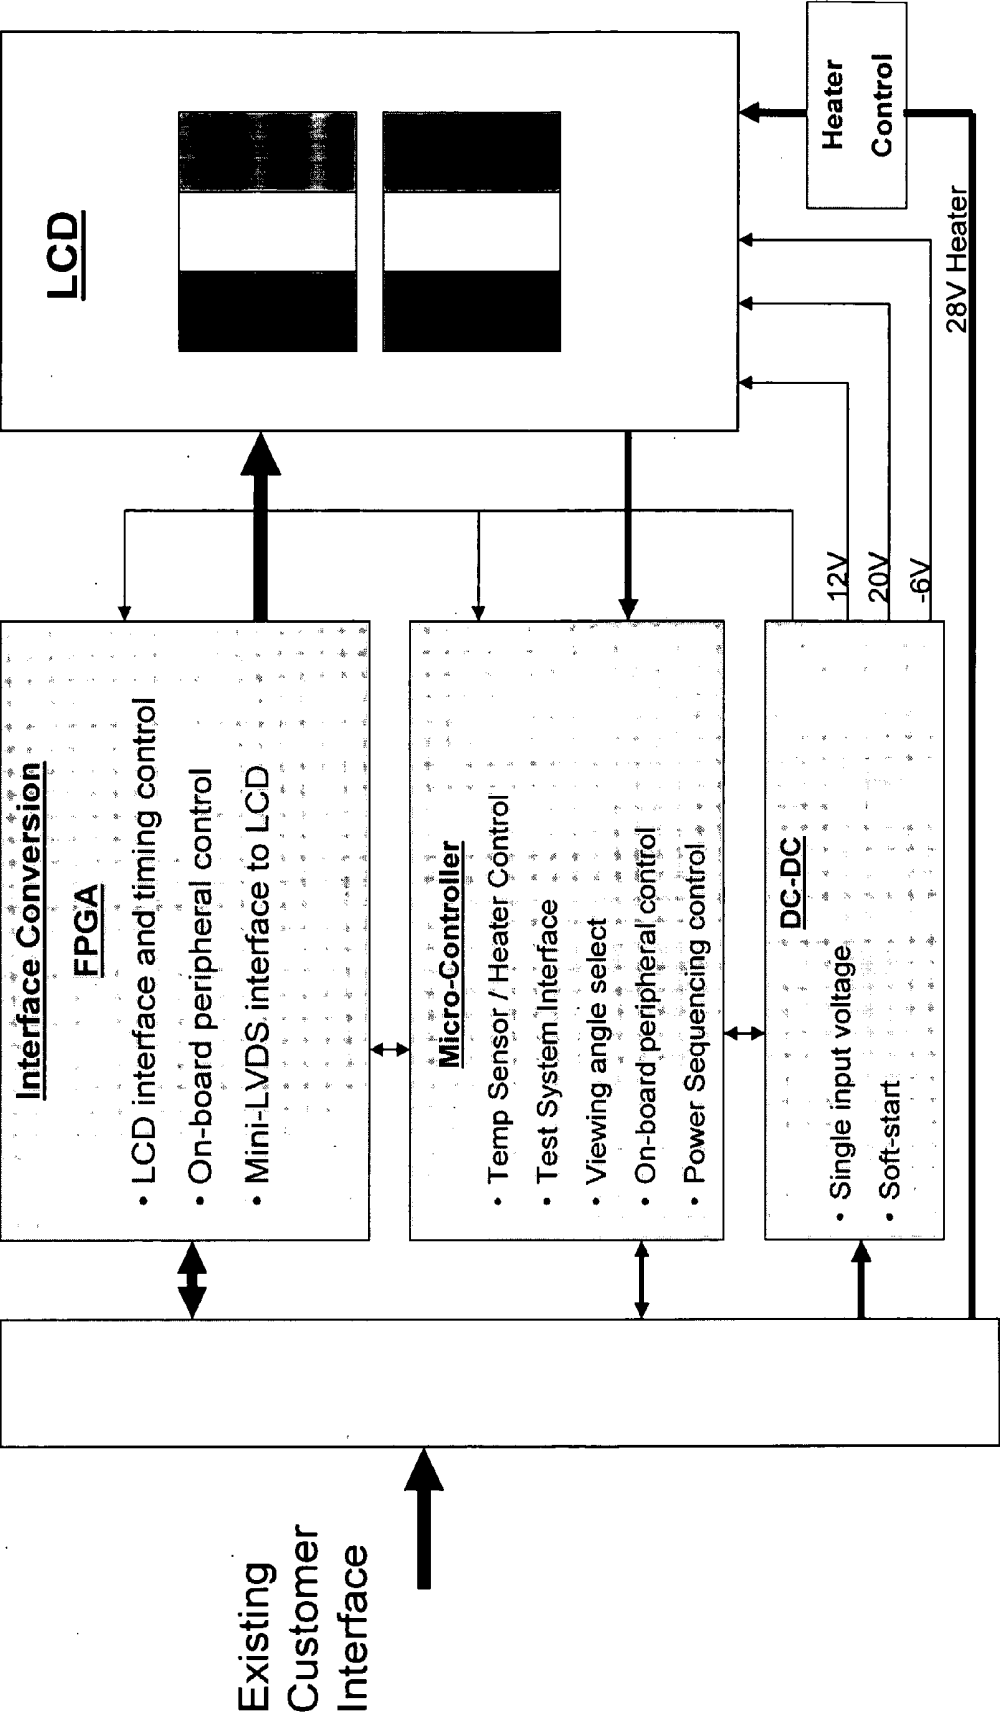 Existing
Customer
Interface
Interface Conversion
FPGA
• LCD interface and timing control
• On-board peripheral control
• Mini-LVDS interface to LCD
Micro-Controller
• Temp Sensor / Heater Control
• Test System Interface
• Viewing angle select
• On-board peripheral control
• Power Sequencing control
DC-DC
• Single input voltage
• Soft-start
12V
20V
-6V
28V Heater
LCD
Heater
Control